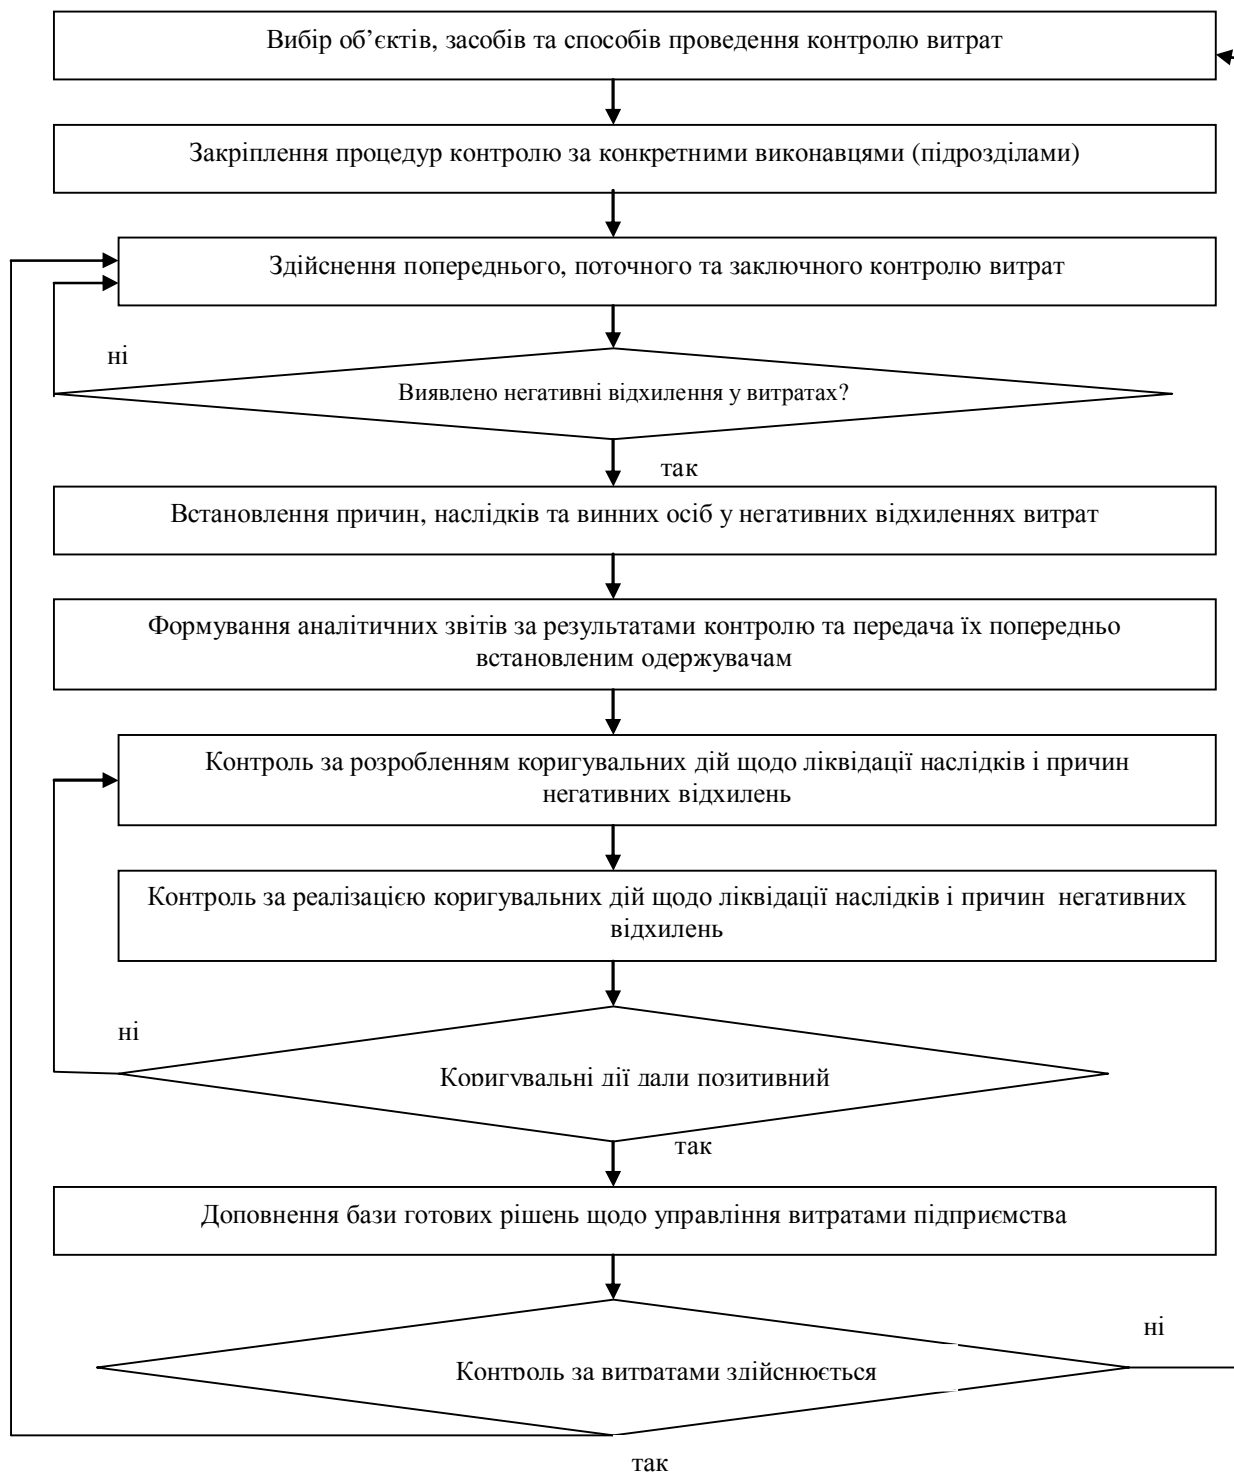 Вибір об’єктів, засобів та способів проведення контролю витрат
Закріплення процедур контролю за конкретними виконавцями (підрозділами)
Здійснення попереднього, поточного та заключного контролю витрат
ні
Виявлено негативні відхилення у витратах?
так
Встановлення причин, наслідків та винних осіб у негативних відхиленнях витрат
Формування аналітичних звітів за результатами контролю та передача їх попередньо
встановленим одержувачам
Контроль за розробленням коригувальних дій щодо ліквідації наслідків і причин
негативних відхилень
Контроль за реалізацією коригувальних дій щодо ліквідації наслідків і причин негативних
відхилень
ні
Коригувальні дії дали позитивний
так
Доповнення бази готових рішень щодо управління витратами підприємства
ні
Контроль за витратами здійснюється
так